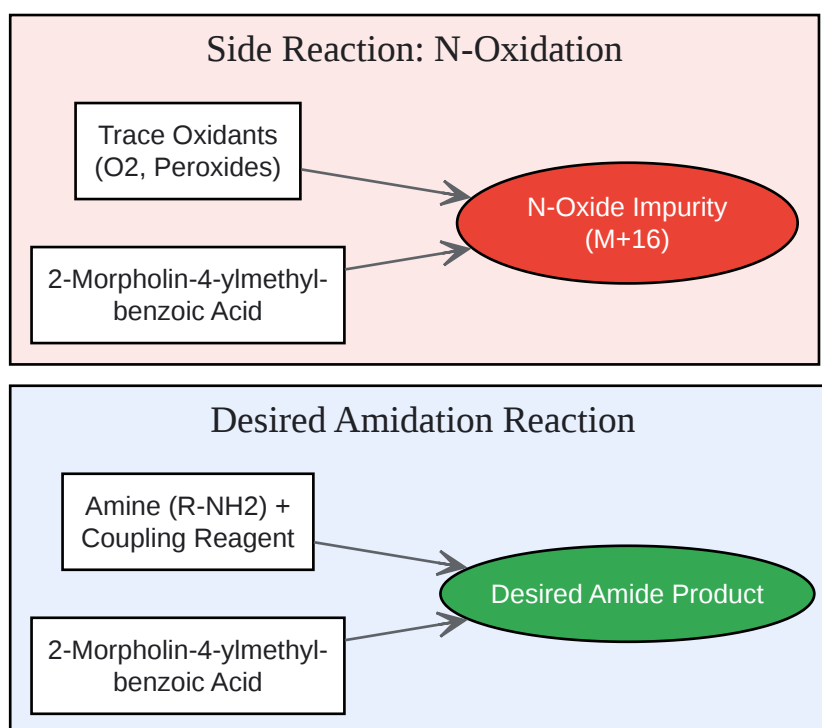 Side Reaction: N-Oxidation
Trace Oxidants
(O2, Peroxides)
N-Oxide Impurity
(M+16)
2-Morpholin-4-ylmethyl-
benzoic Acid
Desired Amidation Reaction
Amine (R-NH2) +
Coupling Reagent
Desired Amide Product
2-Morpholin-4-ylmethyl-
benzoic Acid